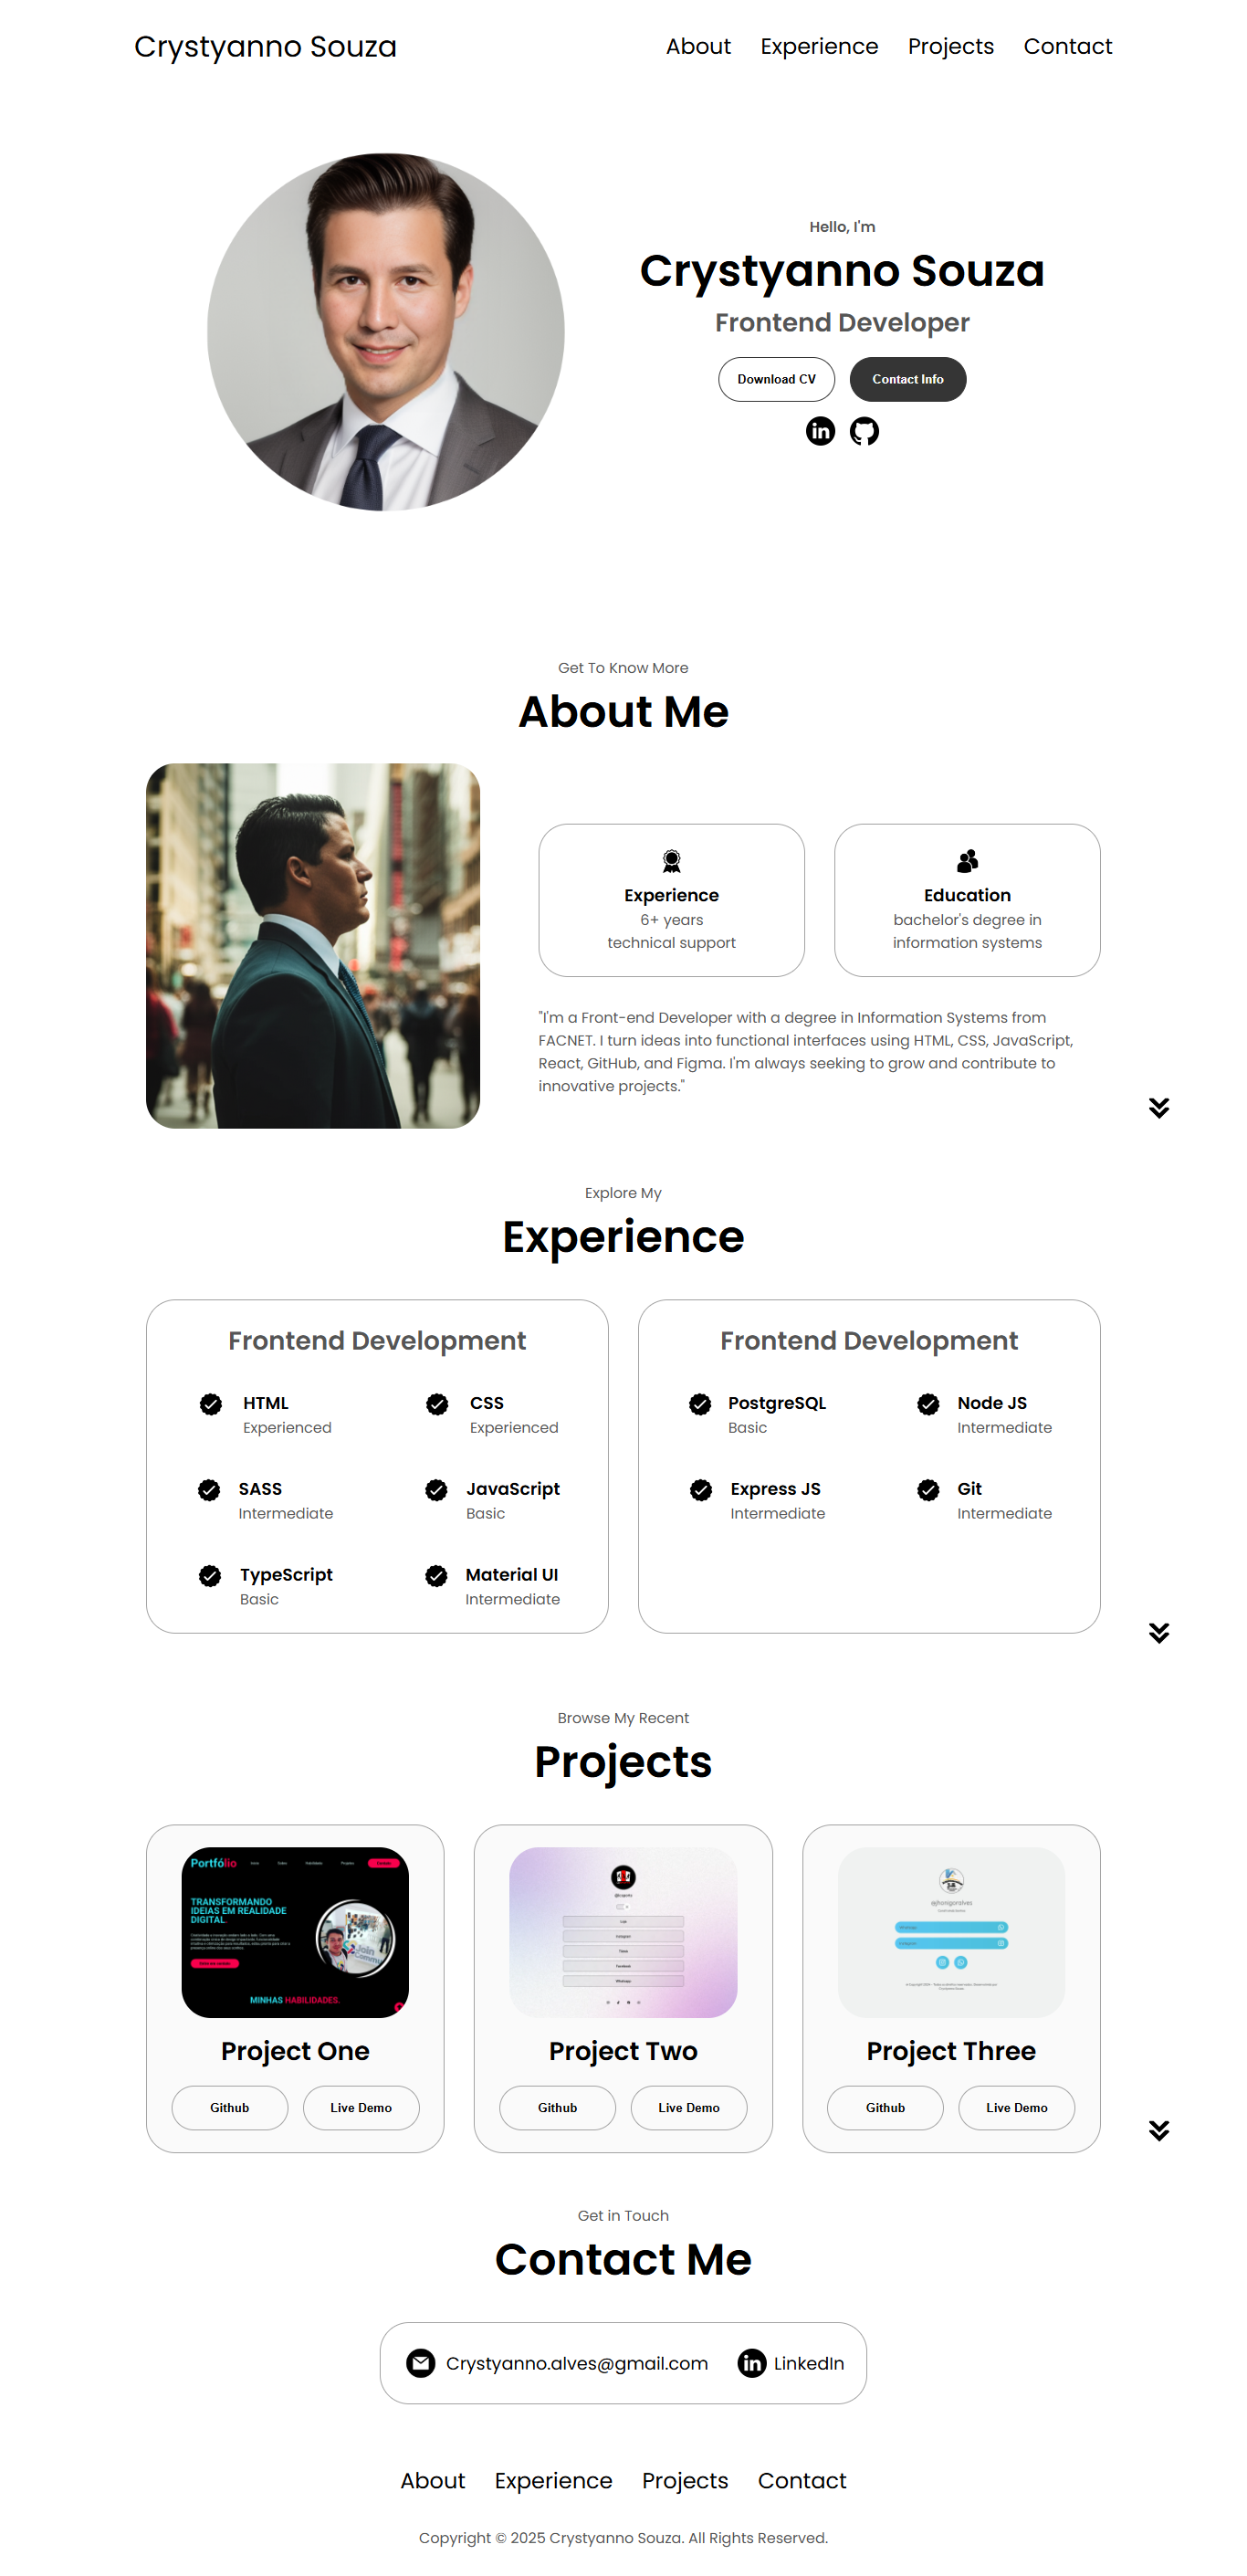 Crystyanno Souza
About Experience Projects Contact
Hello, I'm
Crystyanno Souza
Frontend Developer
Download CV Contact Info
in
Get To Know More
About Me
Experience
6+ years
technical support
Education
bachelor's degree in
information systems
"I'm a Front-end Developer with a degree in Information Systems from
FACNET. I turn ideas into functional interfaces using HTML, CSS, JavaScript,
React, GitHub, and Figma. I'm always seeking to grow and contribute to
innovative projects."
Explore My
Experience
Frontend Development
HTML
Experienced
CSS
Experienced
SASS
Intermediate
JavaScript
Basic
TypeScript
Basic
Material UI
Intermediate
Frontend Development
PostgreSQL
Basic
Node JS
Intermediate
Express JS
Intermediate
Git
Intermediate
Browse My Recent
Projects
Portfólio
TRANSFORMANDO
IDEIAS EM REALIDADE
DIGITAL.
MINHAS HABILIDADES.
Project One
Github Live Demo
Instagram
Facebook
Whatsapp
Project Two
Github Live Demo
Project Three
Github Live Demo
Get in Touch
Contact Me
Crystyanno.alves@gmail.com in LinkedIn
About Experience Projects Contact
Copyright © 2025 Crystyanno Souza. All Rights Reserved.